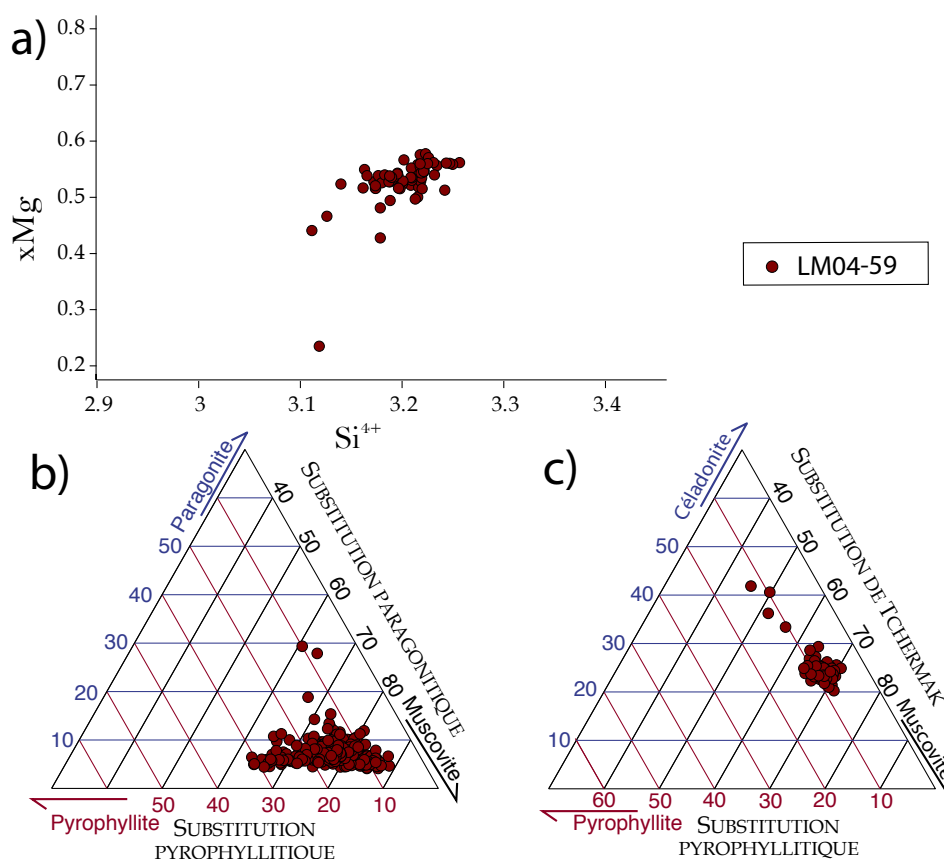 a)
0.8
0.7
0.6
0.5
0.4
0.3
0.2
xMg
2.9
3
3.1
3.2
3.3
3.4
Si⁴⁺
LM04-59
b)
Paragonite
SUBSTITUTION PARAGONITIQUE
40
50
60
70
80
Muscovite
50
40
30
20
10
50
40
30
20
10
Pyrophyllite
SUBSTITUTION
PYROPHYLLITIOUE
c)
Céladonite
SUBSTITUTION DE TCHERMAK
40
50
60
70
80
Muscovite
50
40
30
20
10
60
50
40
30
20
10
Pyrophyllite
SUBSTITUTION
PYROPHYLLITIQUE